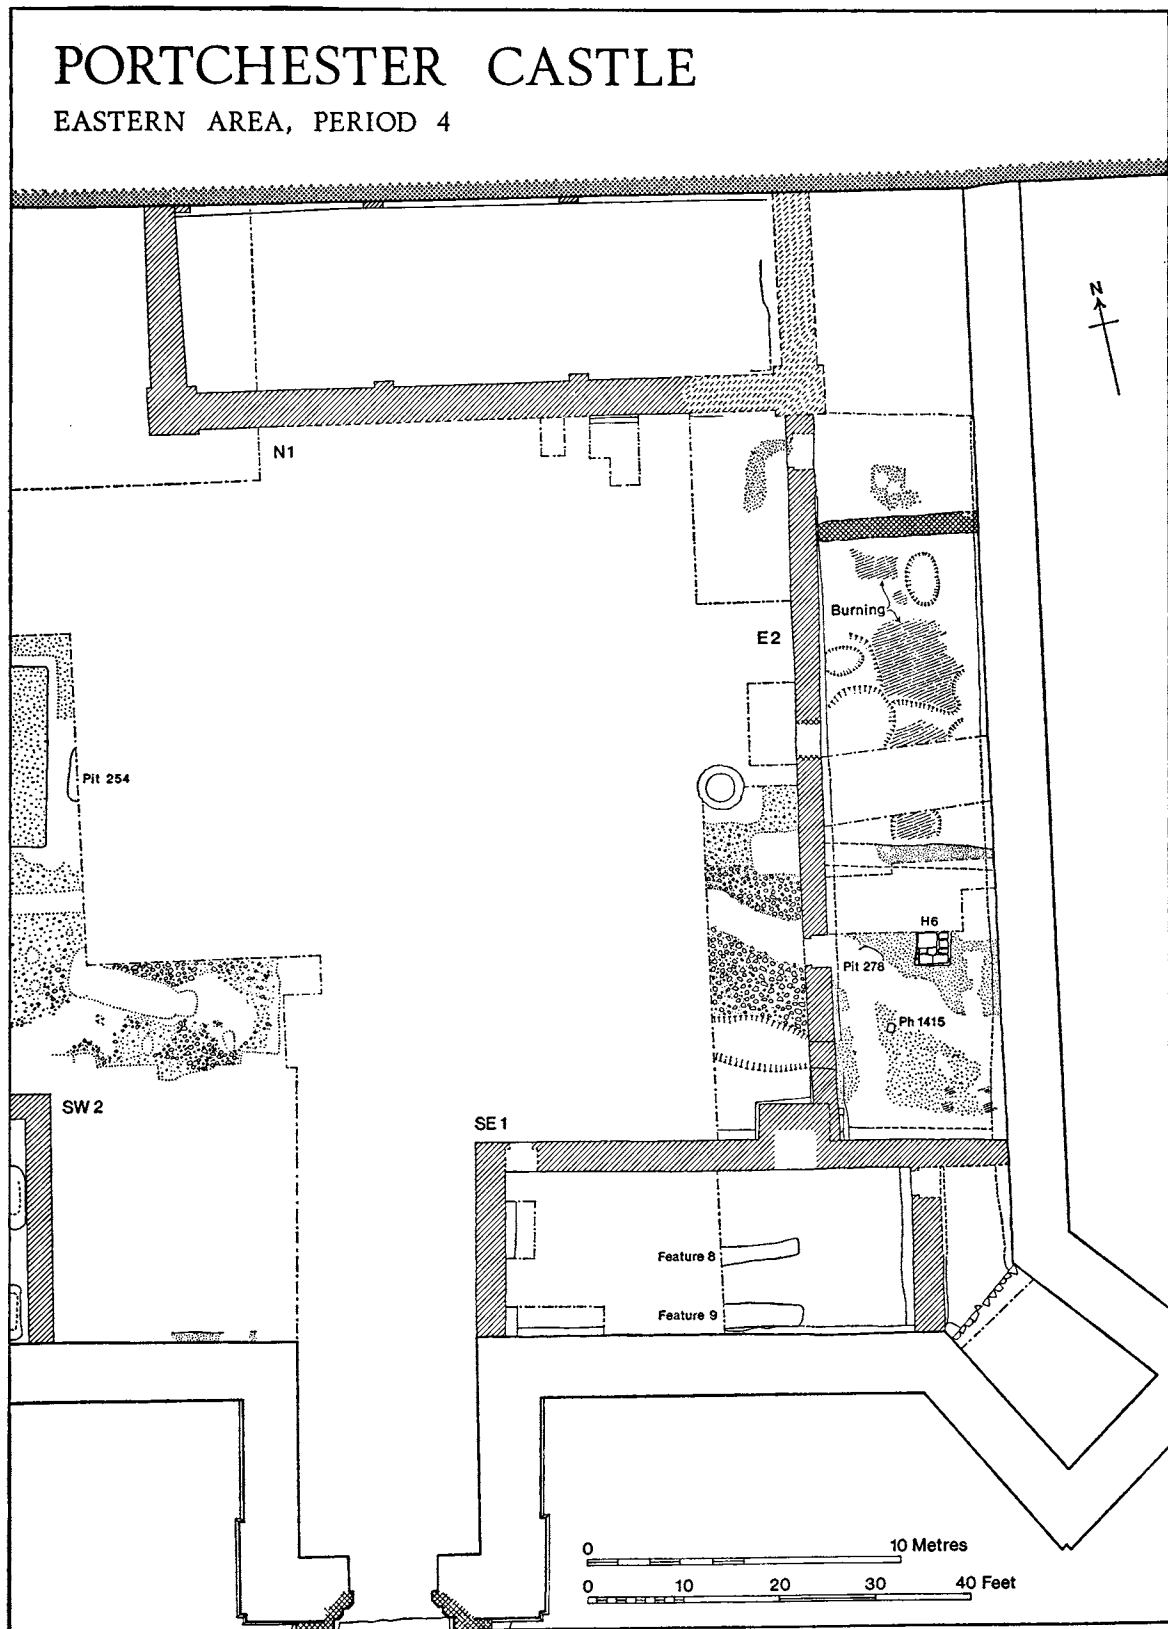 PORTCHESTER CASTLE
EASTERN AREA, PERIOD 4
N
N1
Burning
E2
Pit 254
H6
Pit 278
Ph 1415
SW 2
SE 1
Feature 8
Feature 9
0 10 Metres
0 10 20 30 40 Feet